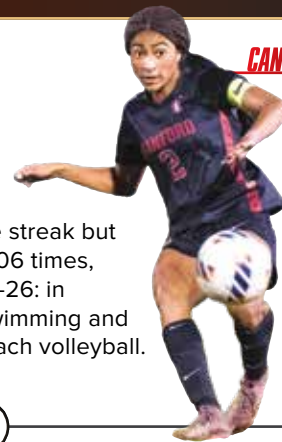 CAN
e streak but
06 times,
-26: in
wimming and
ach volleyball.